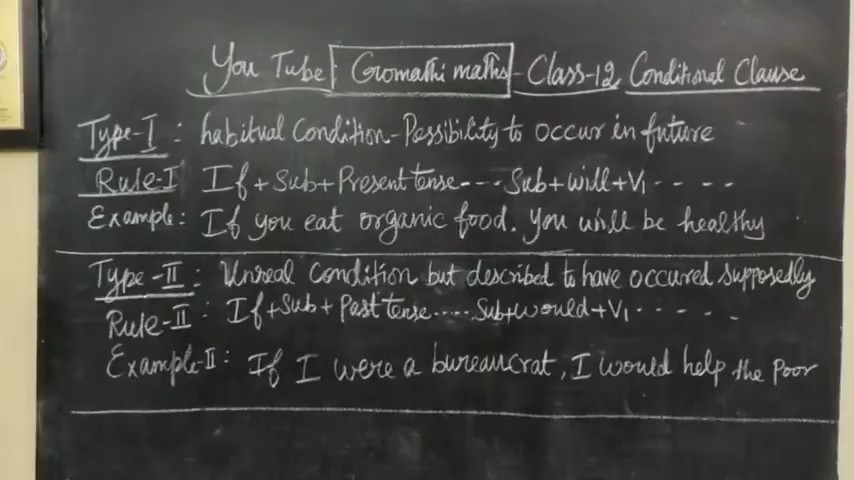 You Tube: Gromathi maths - Class-12 Conditional Clause
Type-I : habitual Condition - Possibility to occur in future
Rule-I If + Sub + Present tense --- Sub + will + V1 - - - -
Example: If you eat organic food. You will be healthy
Type-II : Unreal Condition but described to have occured supposedly
Rule-II : If + Sub + Past tense ..... Sub + would + V1 - - - - - -
Example-II : If I were a bureaucrat, I would help the Poor